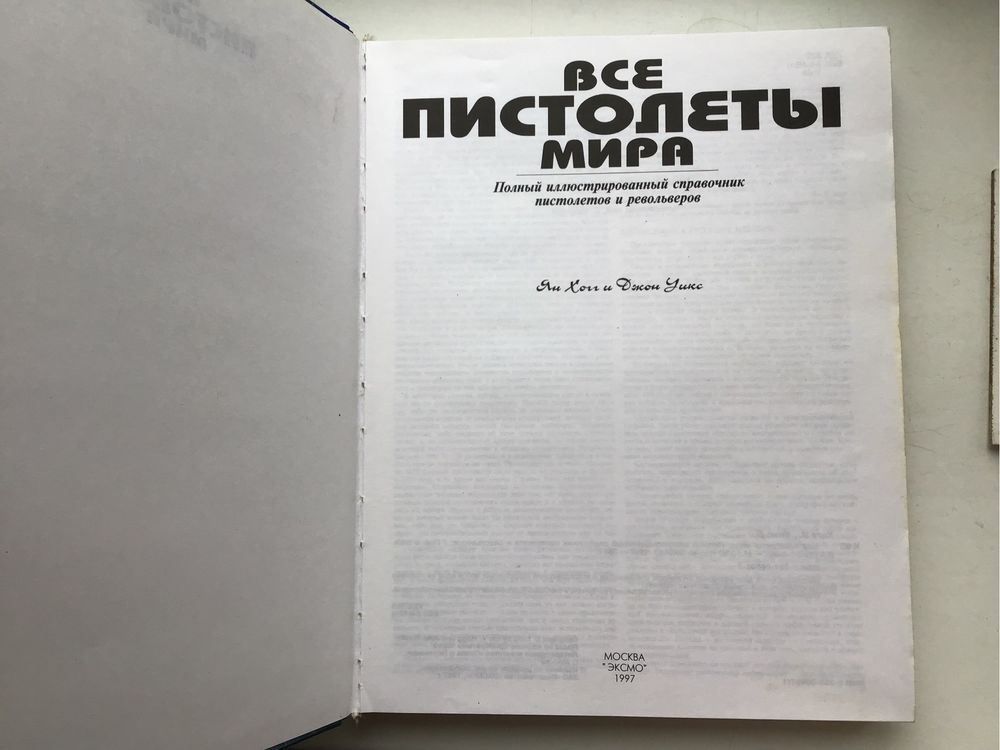 ВСЕ
ПИСТОЛЕТЫ
МИРА
Полный иллюстрированный справочник
пистолетов и револьверов
Ян Хогг и Джон Уикс
МОСКВА
"ЭКСМО"
1997